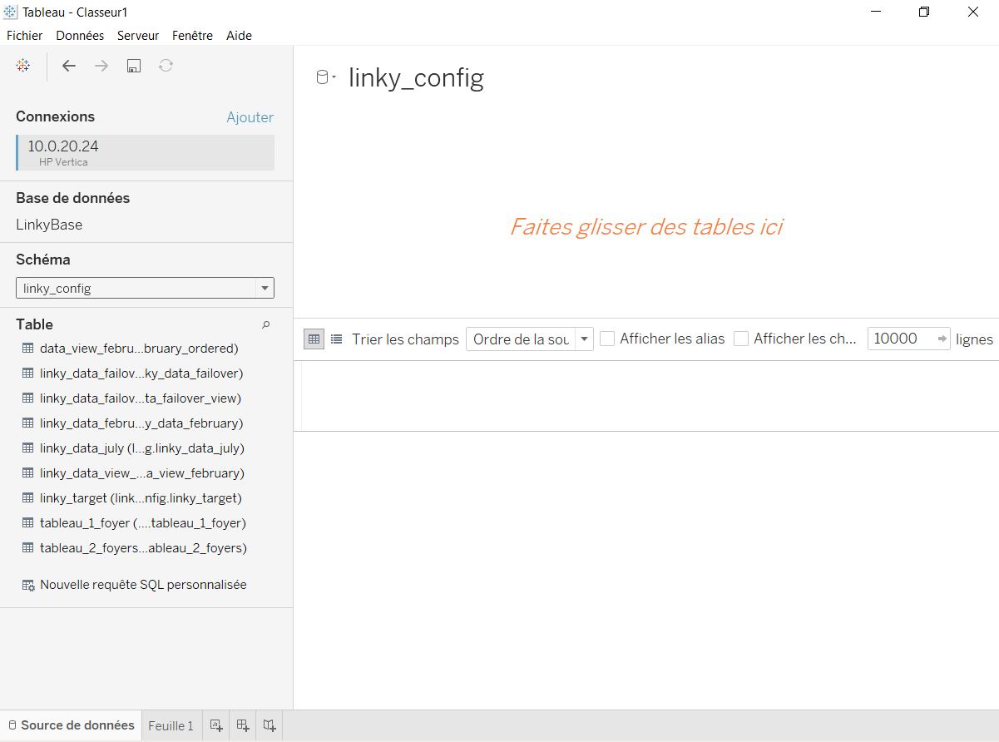 Tableau - Classeur1
Fichier Données Serveur Fenêtre Aide
Connexions Ajouter
10.0.20.24
HP Vertica
Base de données
LinkyBase
Schéma
linky_config
Table
data_view_febru...bruary_ordered)
linky_data_failov...ky_data_failover)
linky_data_failov...ta_failover_view)
linky_data_febru...y_data_february)
linky_data_july (l...g.linky_data_july)
linky_data_view_...a_view_february)
linky_target (link...nfig.linky_target)
tableau_1_foyer (....tableau_1_foyer)
tableau_2_foyers...ableau_2_foyers)
Nouvelle requête SQL personnalisée
linky_config
Faites glisser des tables ici
Trier les champs Ordre de la sou Afficher les alias Afficher les ch... 10000 lignes
Source de données Feuille 1